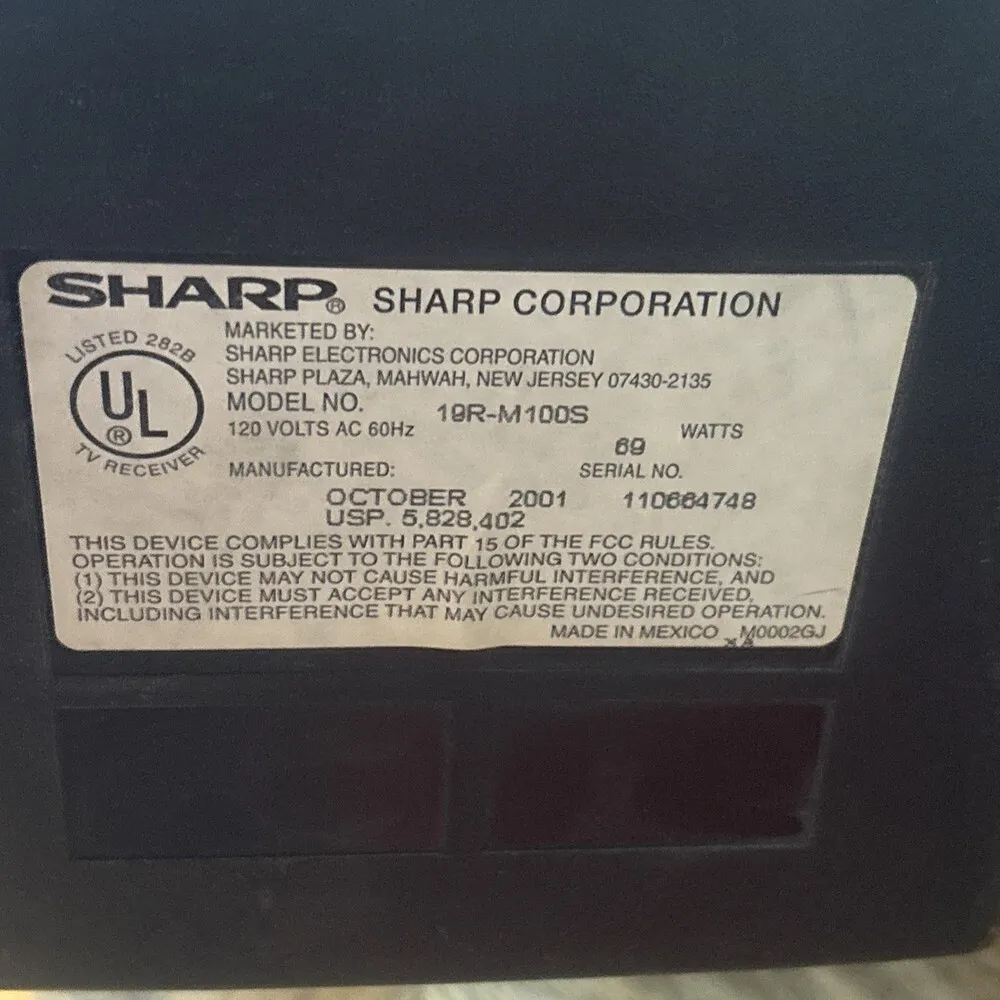 SHARP® SHARP CORPORATION
LISTED 282B
UL®
TV RECEIVER
MARKETED BY:
SHARP ELECTRONICS CORPORATION
SHARP PLAZA, MAHWAH, NEW JERSEY 07430-2135
MODEL NO. 19R-M100S
120 VOLTS AC 60Hz 69 WATTS
MANUFACTURED: SERIAL NO.
OCTOBER 2001 110664748
USP. 5,828,402
THIS DEVICE COMPLIES WITH PART 15 OF THE FCC RULES.
OPERATION IS SUBJECT TO THE FOLLOWING TWO CONDITIONS:
(1) THIS DEVICE MAY NOT CAUSE HARMFUL INTERFERENCE, AND
(2) THIS DEVICE MUST ACCEPT ANY INTERFERENCE RECEIVED,
INCLUDING INTERFERENCE THAT MAY CAUSE UNDESIRED OPERATION.
MADE IN MEXICO M0002GJ